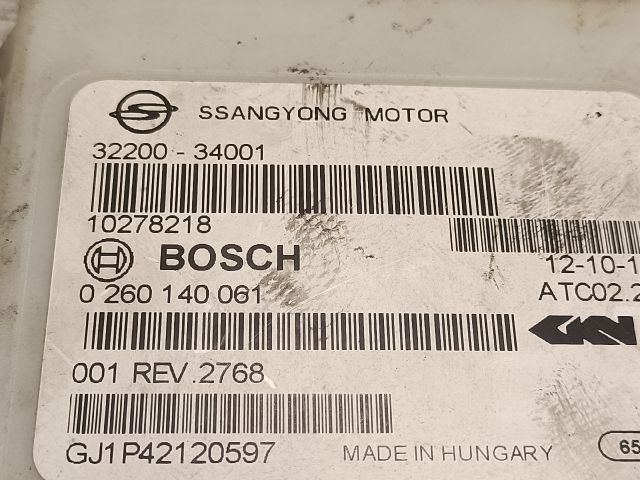 SSANGYONG MOTOR
32200 - 34001
10278218
BOSCH
12-10-1
0 260 140 061
ATC02.2
GKN
001 REV.2768
GJ1P42120597
MADE IN HUNGARY
65